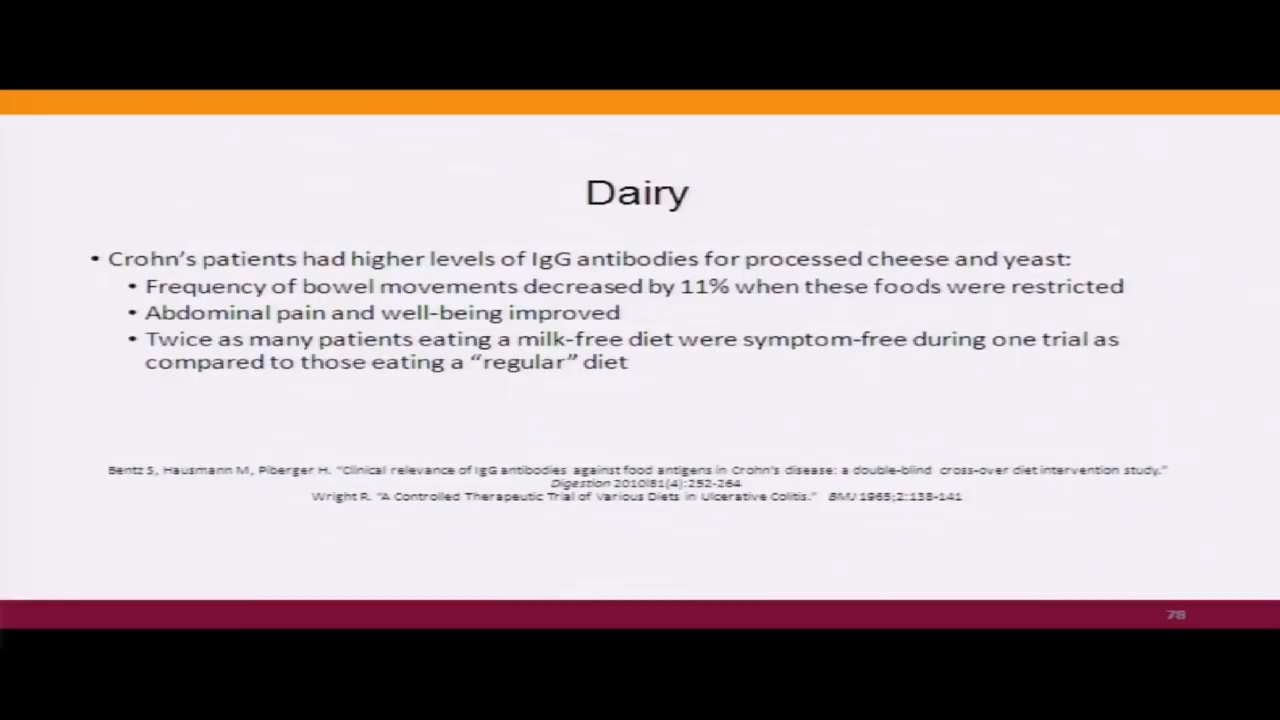 Dairy
• Crohn's patients had higher levels of IgG antibodies for processed cheese and yeast:
• Frequency of bowel movements decreased by 11% when these foods were restricted
• Abdominal pain and well-being improved
• Twice as many patients eating a milk-free diet were symptom-free during one trial as
compared to those eating a “regular” diet
Bentz S, Hausmann M, Piberger H. “Clinical relevance of IgG antibodies against food antigens in Crohn's disease: a double-blind cross-over diet intervention study.”
Digestion 2010;81(4):252-264
Wright R. “A Controlled Therapeutic Trial of Various Diets in Ulcerative Colitis.” BMJ 1965;2:138-141
78